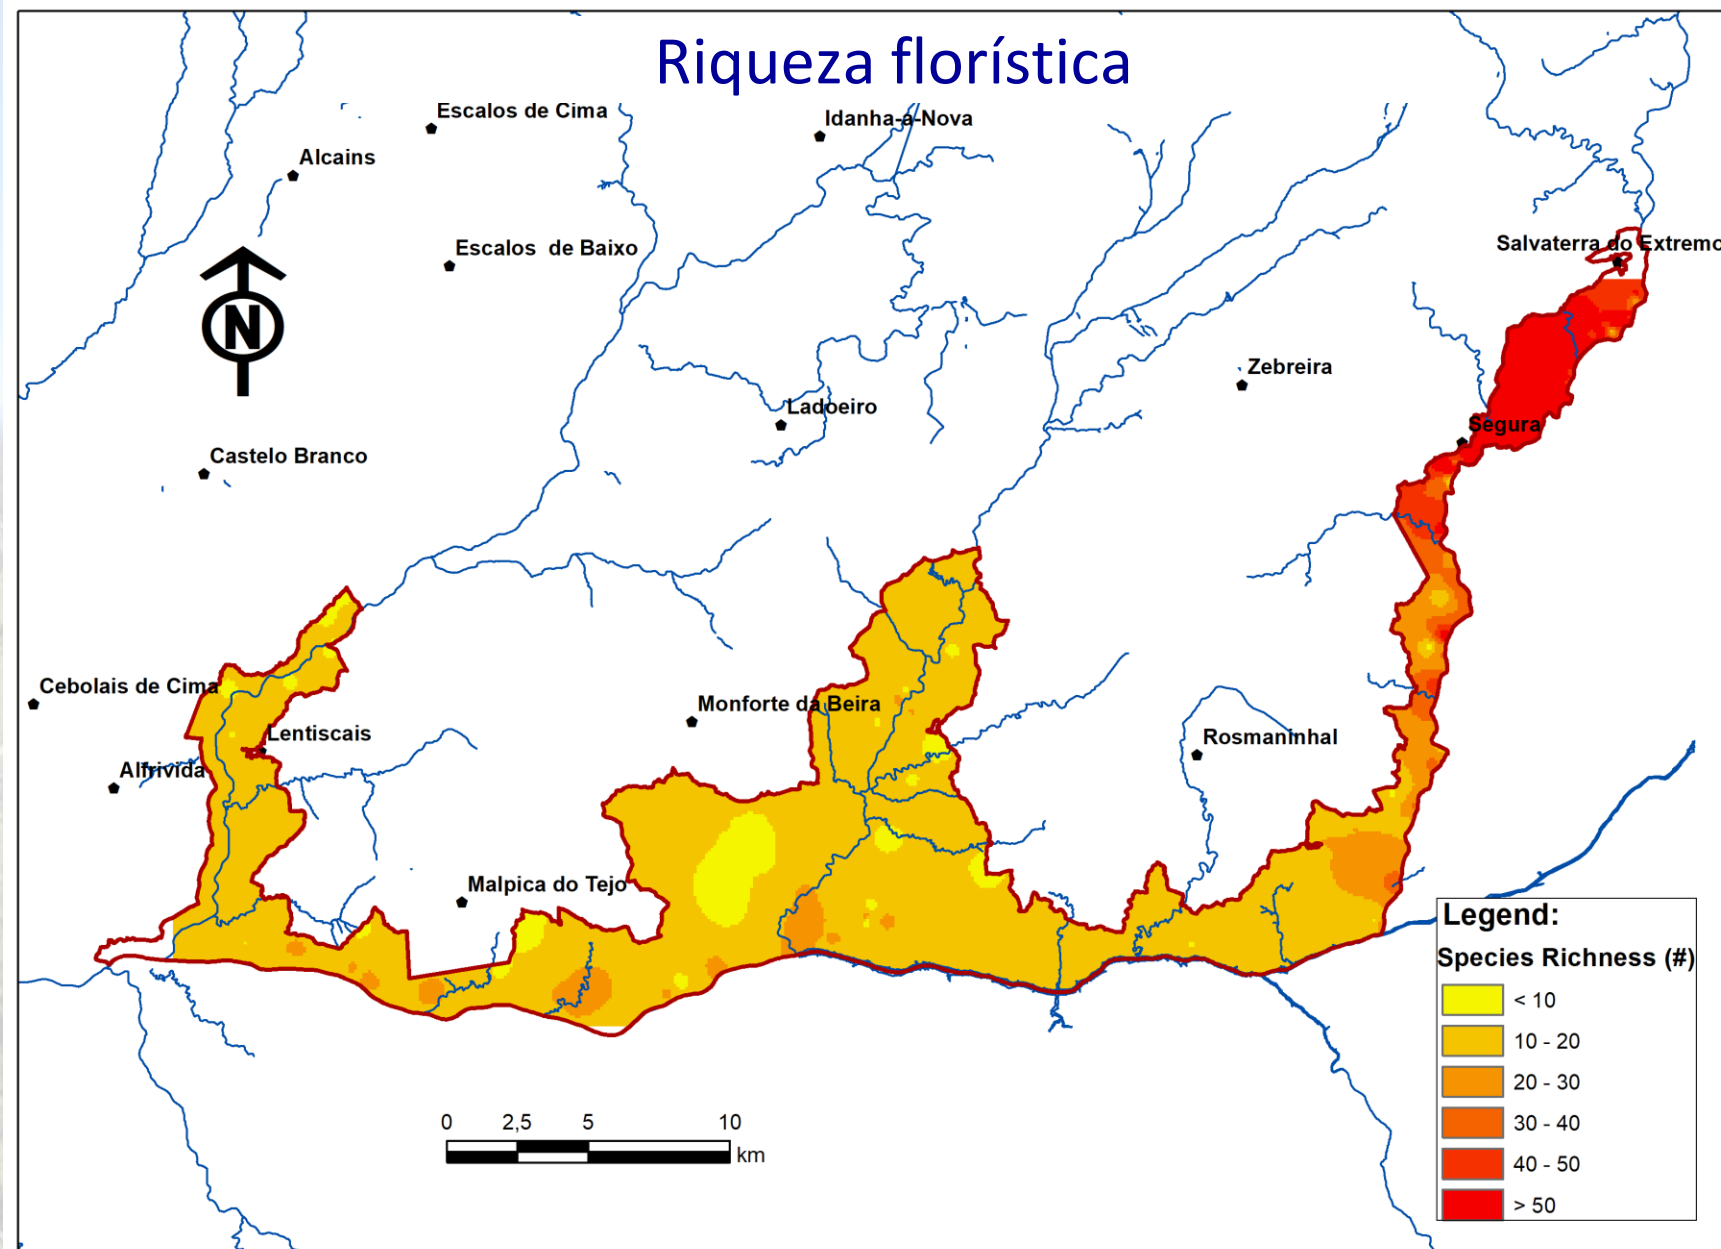 Riqueza florística
Escalos de Cima
Idanha-a-Nova
Alcains
Salvaterra do Extremo
Escalos de Baixo
N
Zebreira
Ladoeiro
Segura
Castelo Branco
Cebolais de Cima
Monforte da Beira
Lentiscais
Rosmaninhal
Alfrivida
Malpica do Tejo
Legend:
Species Richness (#)
< 10
10 - 20
20 - 30
30 - 40
40 - 50
> 50
0 2,5 5 10
km